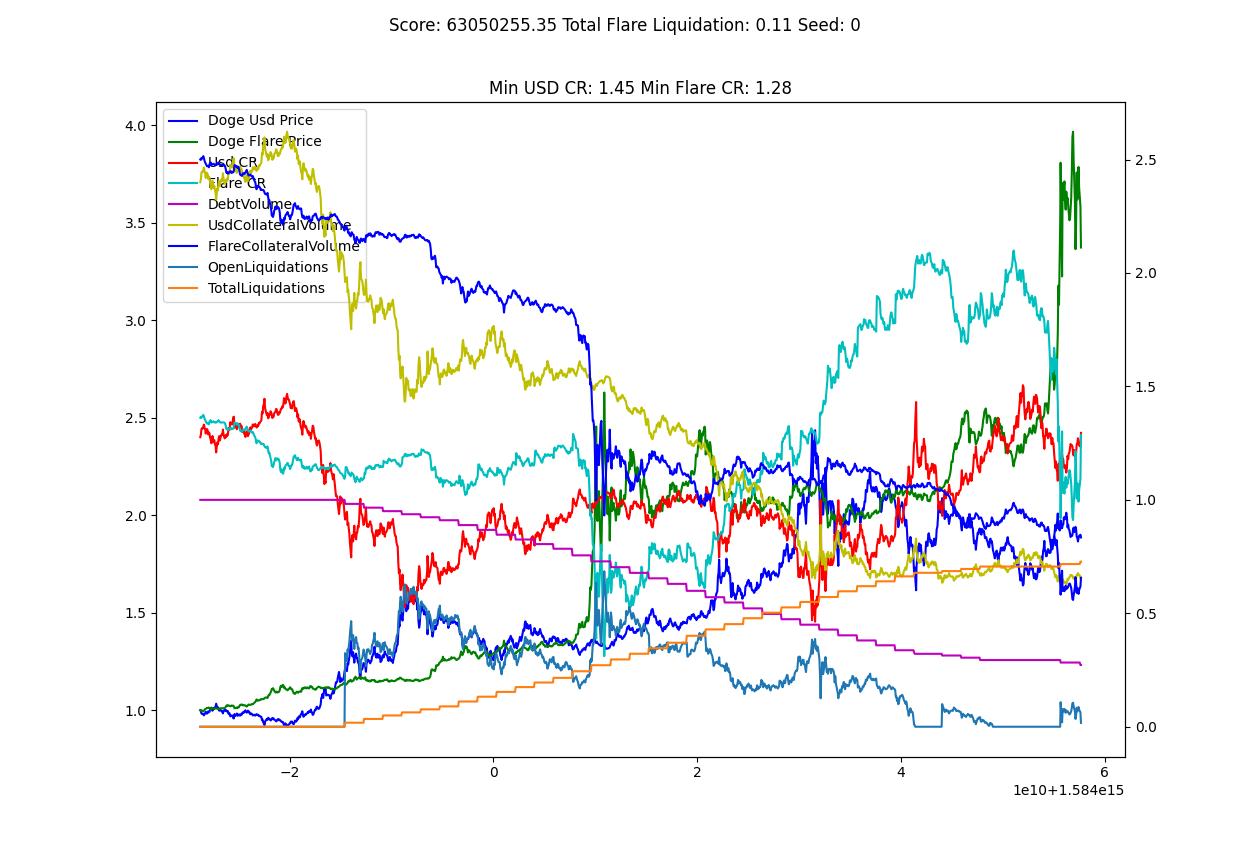 Score: 63050255.35 Total Flare Liquidation: 0.11 Seed: 0
Min USD CR: 1.45 Min Flare CR: 1.28
Doge Usd Price
Doge Flare Price
Usd CR
Flare CR
DebtVolume
UsdCollateralVolume
FlareCollateralVolume
OpenLiquidations
TotalLiquidations
4.0
3.5
3.0
2.5
2.0
1.5
1.0
2.5
2.0
1.5
1.0
0.5
0.0
−2 0 2 4 6
1e10+1.584e15